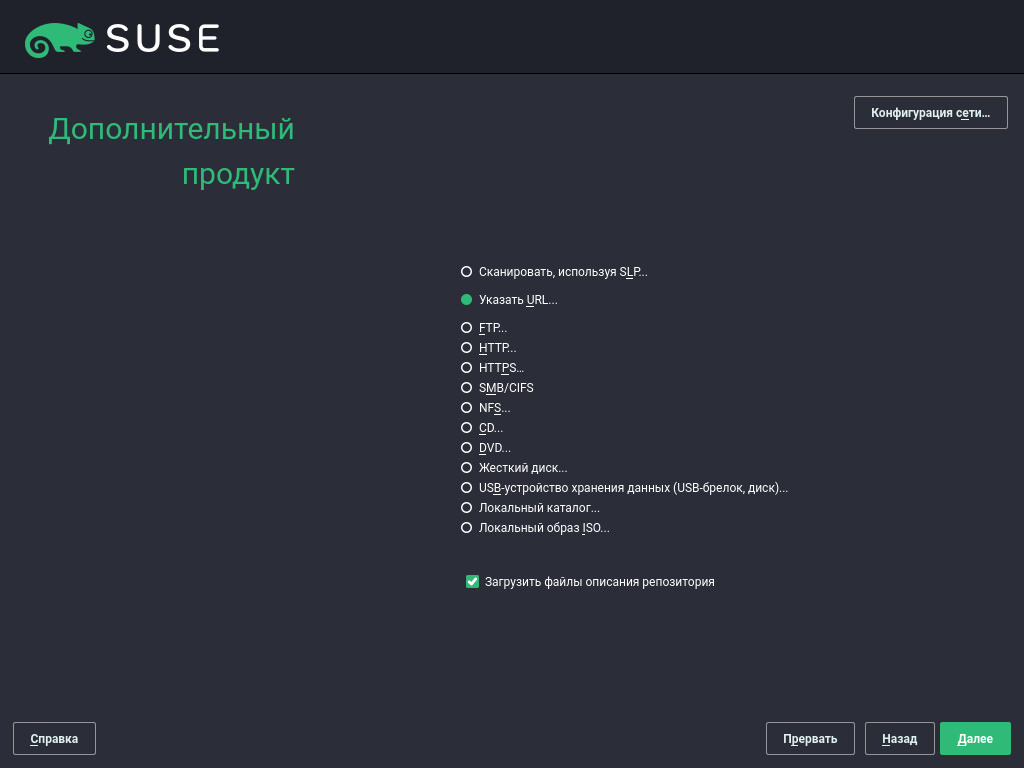 SUSE
Дополнительный
продукт
Конфигурация сети...
Сканировать, используя SLP...
Указать URL...
FTP...
HTTP...
HTTPS...
SMB/CIFS
NFS...
CD...
DVD...
Жесткий диск...
USB-устройство хранения данных (USB-брелок, диск)...
Локальный каталог...
Локальный образ ISO...
Загрузить файлы описания репозитория
Справка
Прервать
Назад
Далее